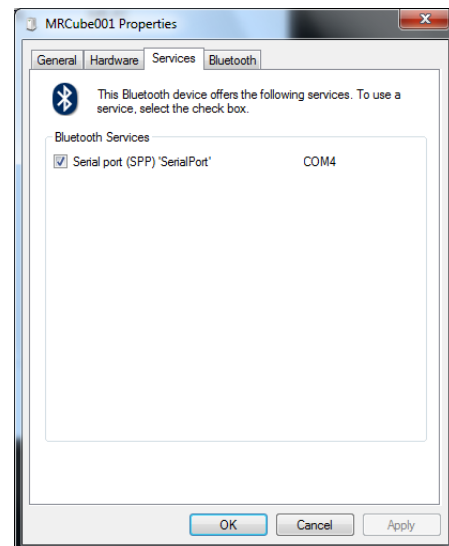 MRCube001 Properties
General Hardware Services Bluetooth
This Bluetooth device offers the following services. To use a
service, select the check box.
Bluetooth Services
Serial port (SPP) 'SerialPort' COM4
OK Cancel Apply